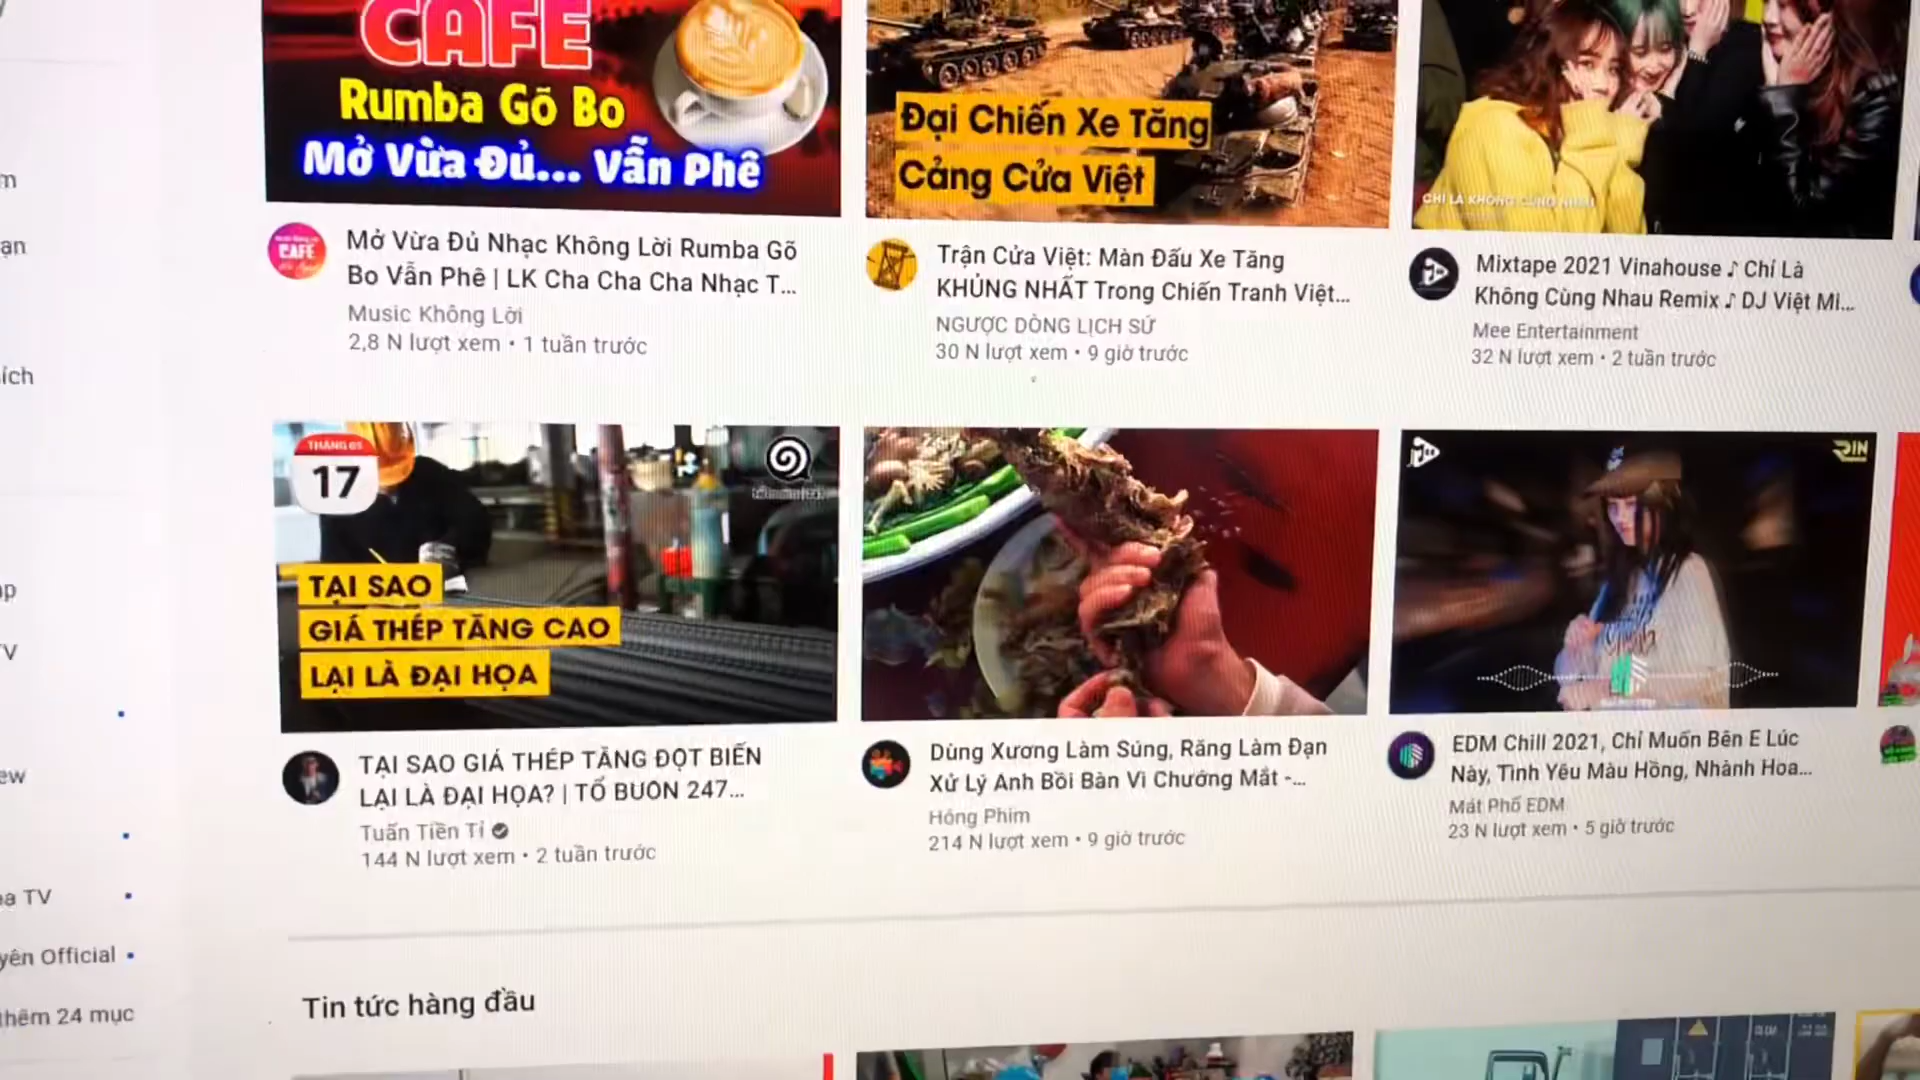 CAFE
Rumba Gõ Bo
Mở Vừa Đủ... Vẫn Phê
Đại Chiến Xe Tăng
Cảng Cửa Việt
CHỈ LÀ KHÔNG CÙNG NHAU
CAFE
Mở Vừa Đủ Nhạc Không Lời Rumba Gõ
Bo Vẫn Phê | LK Cha Cha Cha Nhạc T...
Music Không Lời
2,8 N lượt xem • 1 tuần trước
Trận Cửa Việt: Màn Đấu Xe Tăng
KHỦNG NHẤT Trong Chiến Tranh Việt...
NGƯỢC DÒNG LỊCH SỬ
30 N lượt xem • 9 giờ trước
Mixtape 2021 Vinahouse ♪ Chỉ Là
Không Cùng Nhau Remix ♪ DJ Việt Mi...
Mee Entertainment
32 N lượt xem • 2 tuần trước
THÁNG 05
17
TẠI SAO
GIÁ THÉP TĂNG CAO
LẠI LÀ ĐẠI HỌA
DIN
TẠI SAO GIÁ THÉP TĂNG ĐỘT BIẾN
LẠI LÀ ĐẠI HỌA? | TỔ BUÔN 247...
Tuấn Tiền Tỉ
144 N lượt xem • 2 tuần trước
Dùng Xương Làm Súng, Răng Làm Đạn
Xử Lý Anh Bồi Bàn Vì Chướng Mắt -...
Hóng Phim
214 N lượt xem • 9 giờ trước
EDM Chill 2021, Chỉ Muốn Bên E Lúc
Này, Tình Yêu Màu Hồng, Nhành Hoa...
Mát Phố EDM
23 N lượt xem • 5 giờ trước
TV
yên Official
thêm 24 mục
Tin tức hàng đầu